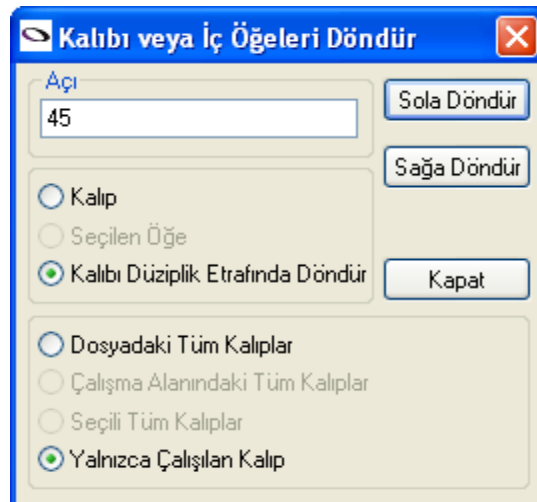 Kalıbı veya İç Öğeleri Döndür
Açı
45
Sola Döndür
Sağa Döndür
Kalıp
Seçilen Öğe
Kalıbı Düziplik Etrafında Döndür
Kapat
Dosyadaki Tüm Kalıplar
Çalışma Alanındaki Tüm Kalıplar
Seçili Tüm Kalıplar
Yalnızca Çalışılan Kalıp